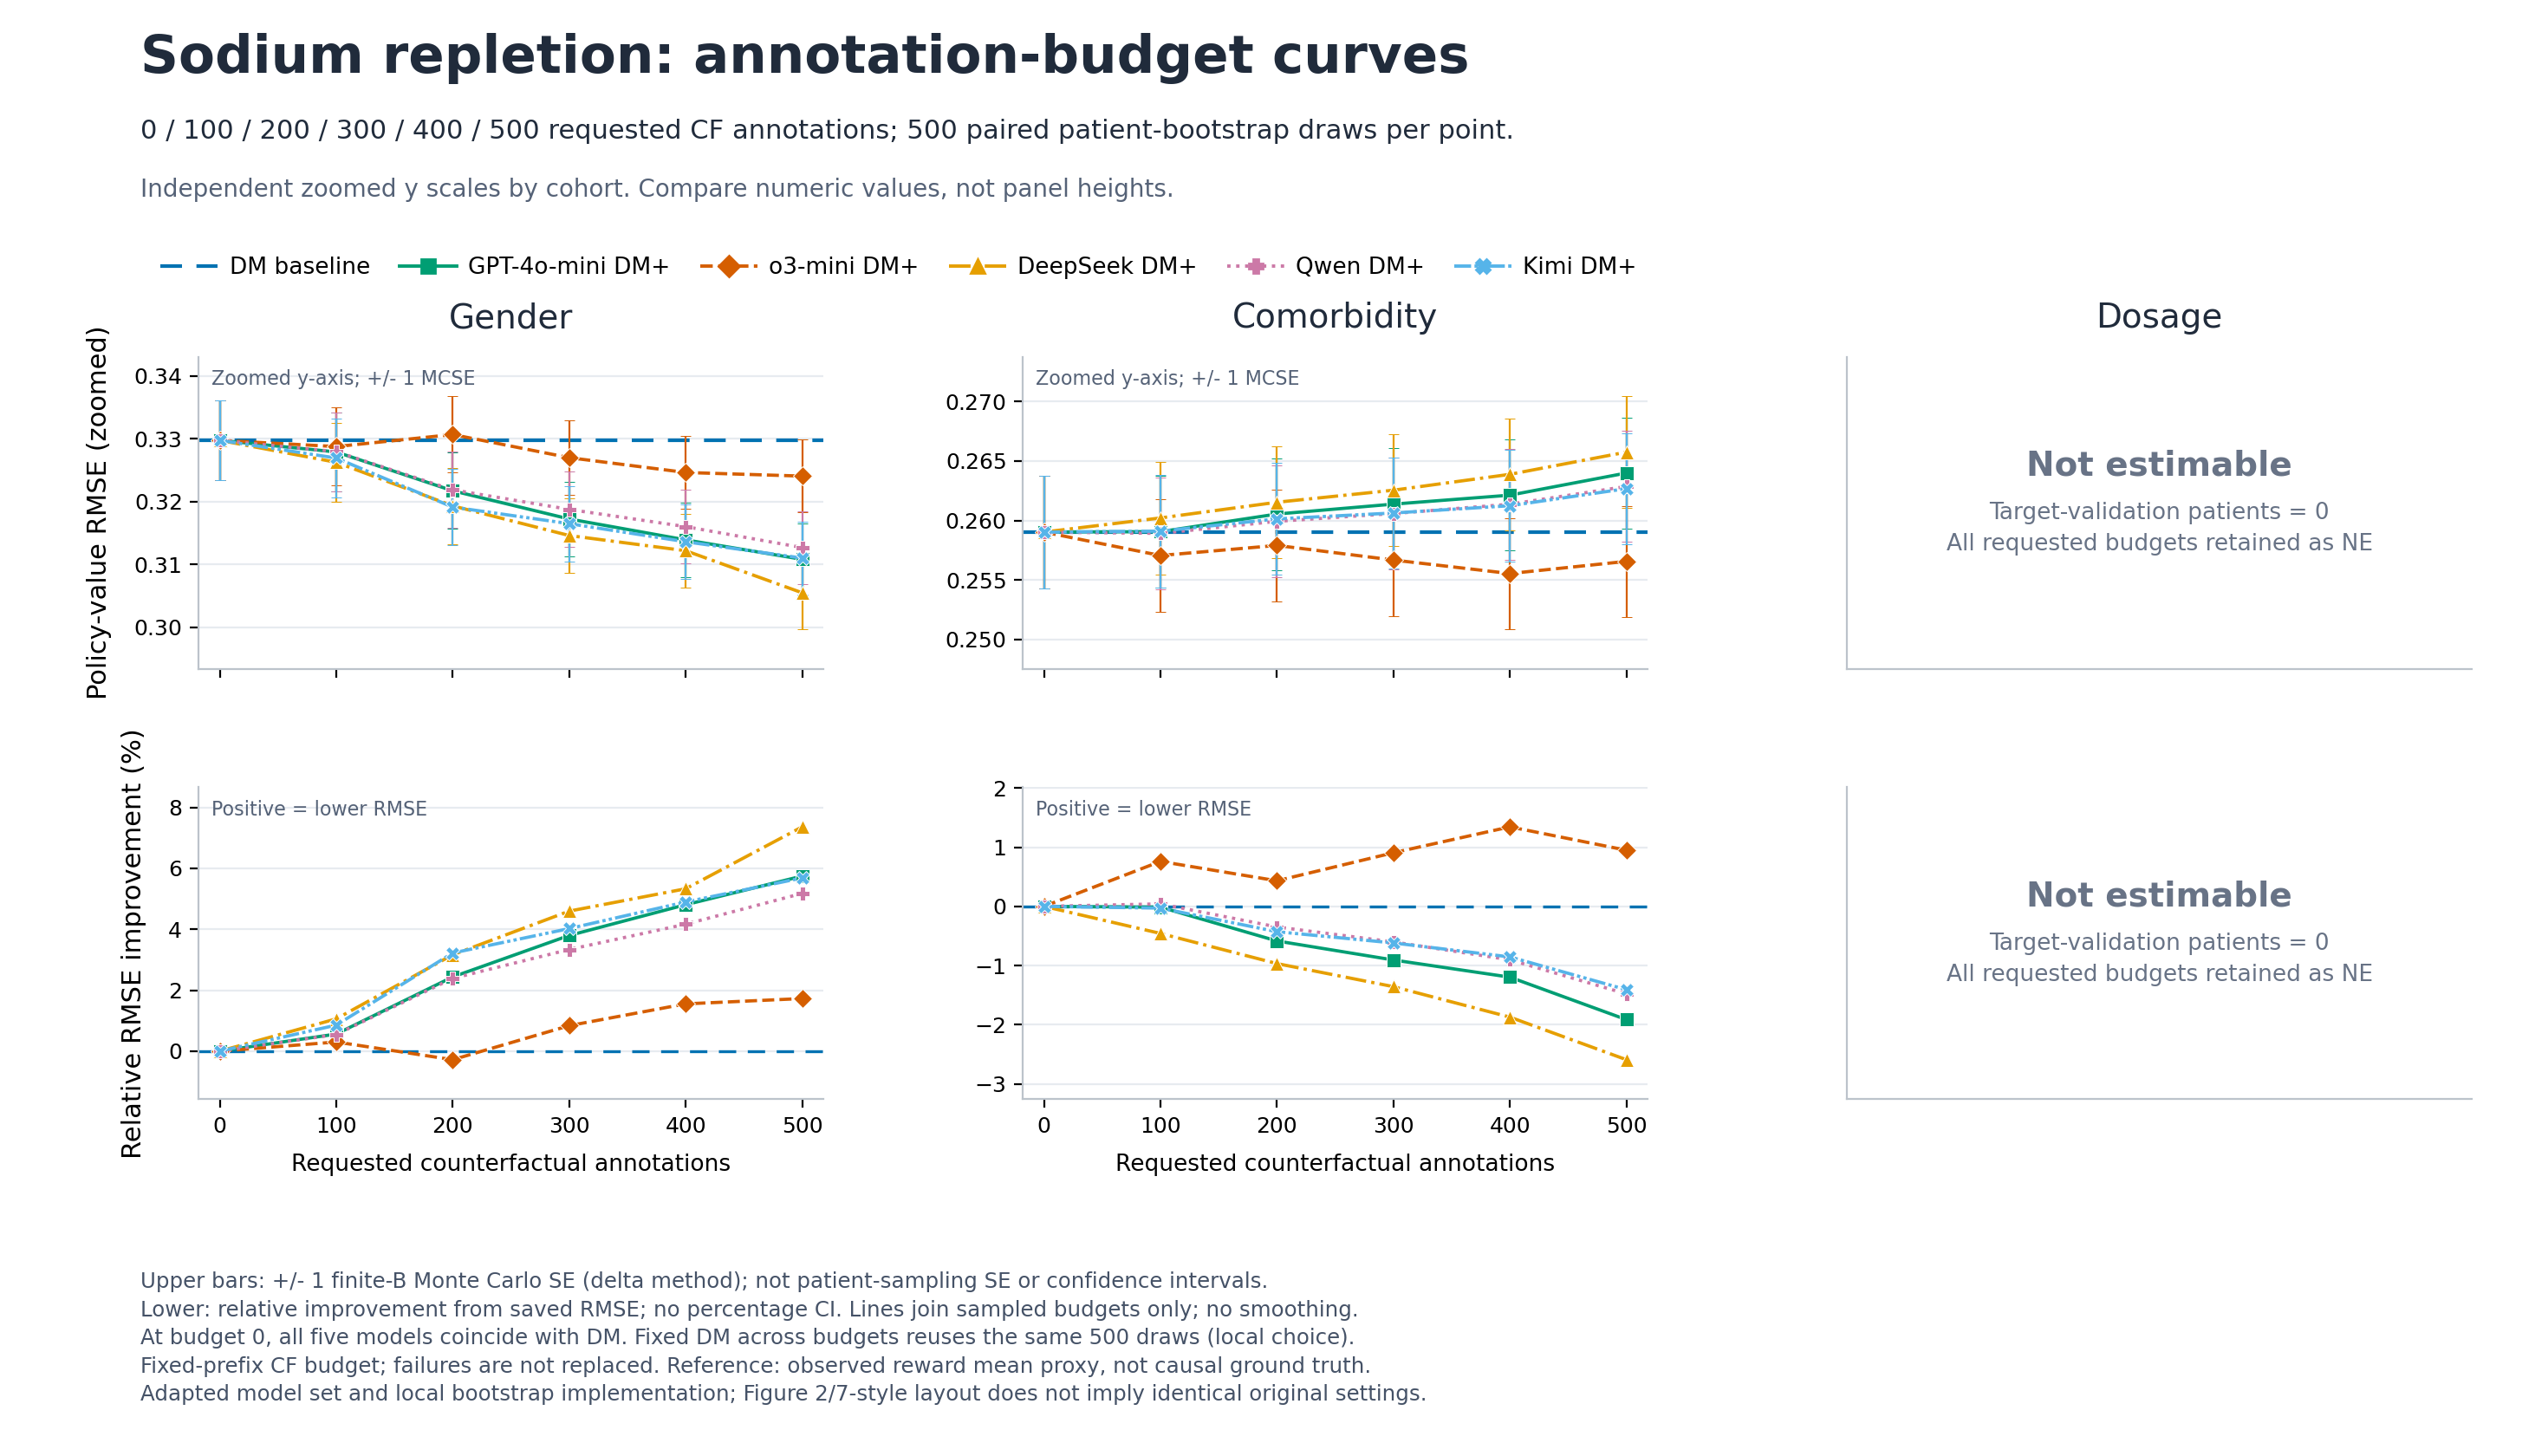 Sodium repletion: annotation-budget curves
0 / 100 / 200 / 300 / 400 / 500 requested CF annotations; 500 paired patient-bootstrap draws per point.
Independent zoomed y scales by cohort. Compare numeric values, not panel heights.
DM baseline GPT-4o-mini DM+ o3-mini DM+ DeepSeek DM+ Qwen DM+ Kimi DM+
Gender
Policy-value RMSE (zoomed)
Zoomed y-axis; +/- 1 MCSE
0.34
0.33
0.32
0.31
0.30
Comorbidity
Zoomed y-axis; +/- 1 MCSE
0.270
0.265
0.260
0.255
0.250
Dosage
Not estimable
Target-validation patients = 0
All requested budgets retained as NE
Relative RMSE improvement (%)
Positive = lower RMSE
8
6
4
2
0
0 100 200 300 400 500
Requested counterfactual annotations
Positive = lower RMSE
2
1
0
−1
−2
−3
0 100 200 300 400 500
Requested counterfactual annotations
Not estimable
Target-validation patients = 0
All requested budgets retained as NE
Upper bars: +/- 1 finite-B Monte Carlo SE (delta method); not patient-sampling SE or confidence intervals.
Lower: relative improvement from saved RMSE; no percentage CI. Lines join sampled budgets only; no smoothing.
At budget 0, all five models coincide with DM. Fixed DM across budgets reuses the same 500 draws (local choice).
Fixed-prefix CF budget; failures are not replaced. Reference: observed reward mean proxy, not causal ground truth.
Adapted model set and local bootstrap implementation; Figure 2/7-style layout does not imply identical original settings.